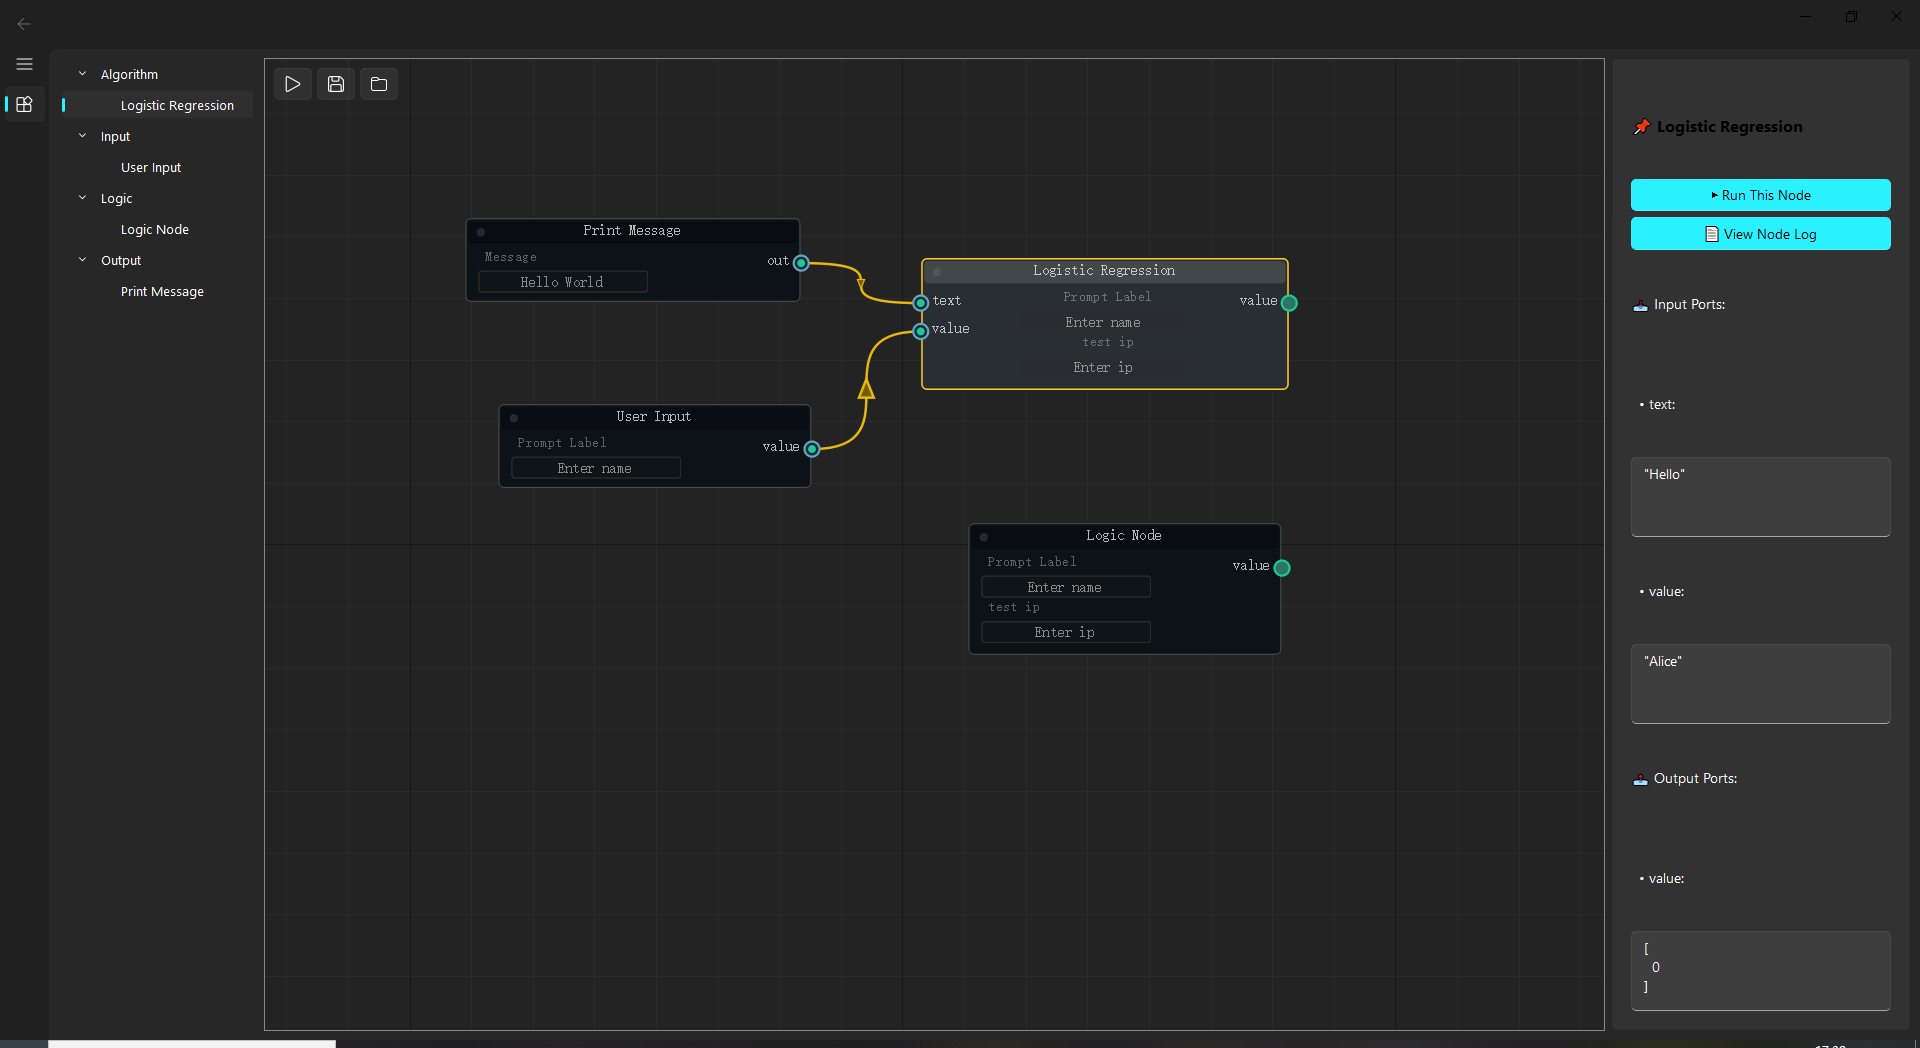 Algorithm
Logistic Regression
Input
User Input
Logic
Logic Node
Output
Print Message
Print Message
Message
Hello World
out
User Input
Prompt Label
Enter name
value
Logistic Regression
text
value
Prompt Label
Enter name
test ip
Enter ip
value
Logic Node
Prompt Label
Enter name
test ip
Enter ip
value
Logistic Regression
Run This Node
View Node Log
Input Ports:
• text:
"Hello"
• value:
"Alice"
Output Ports:
• value:
[
0
]